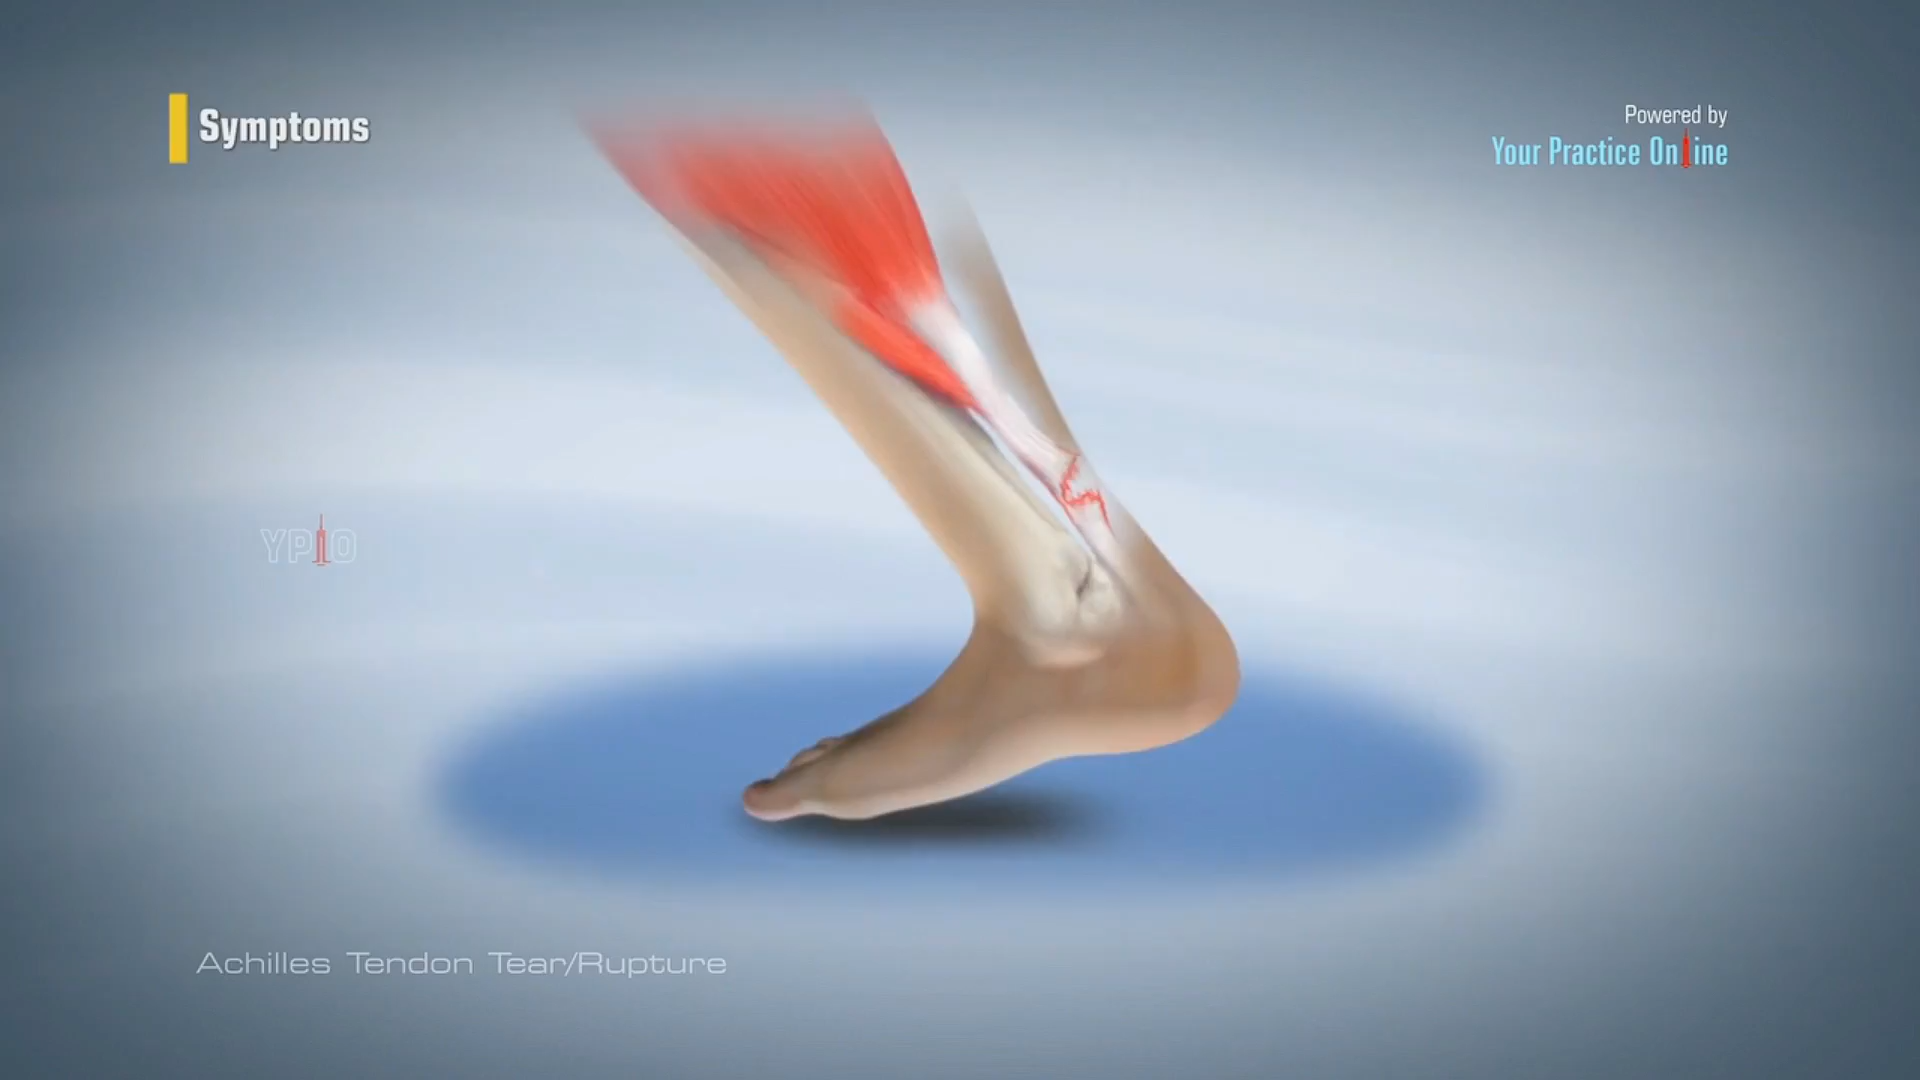 Symptoms
Powered by
Your Practice Online
YPO
Achilles Tendon Tear/Rupture